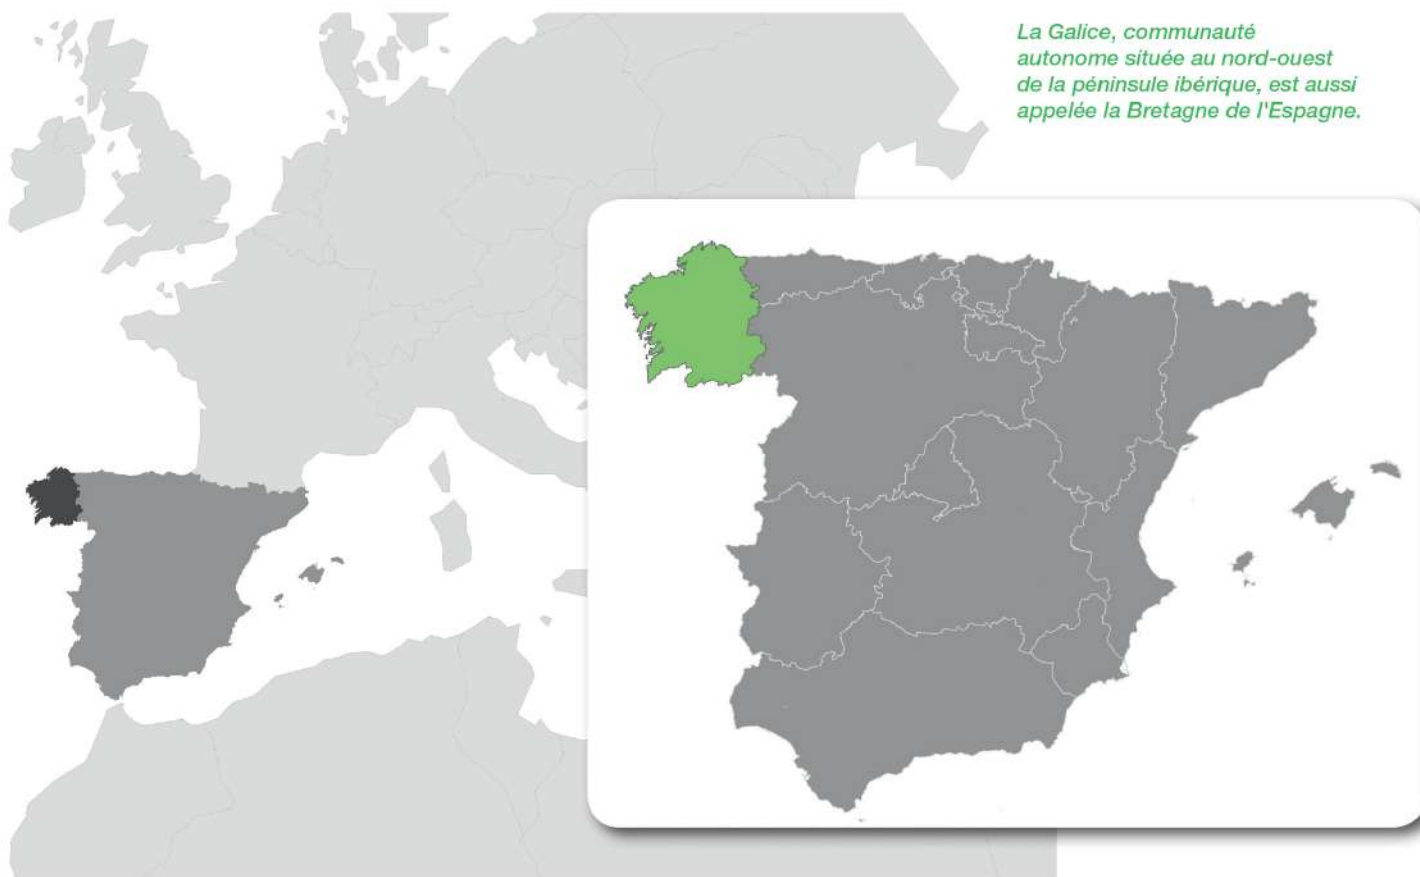 La Galice, communauté
autonome située au nord-ouest
de la péninsule ibérique, est aussi
appelée la Bretagne de l'Espagne.